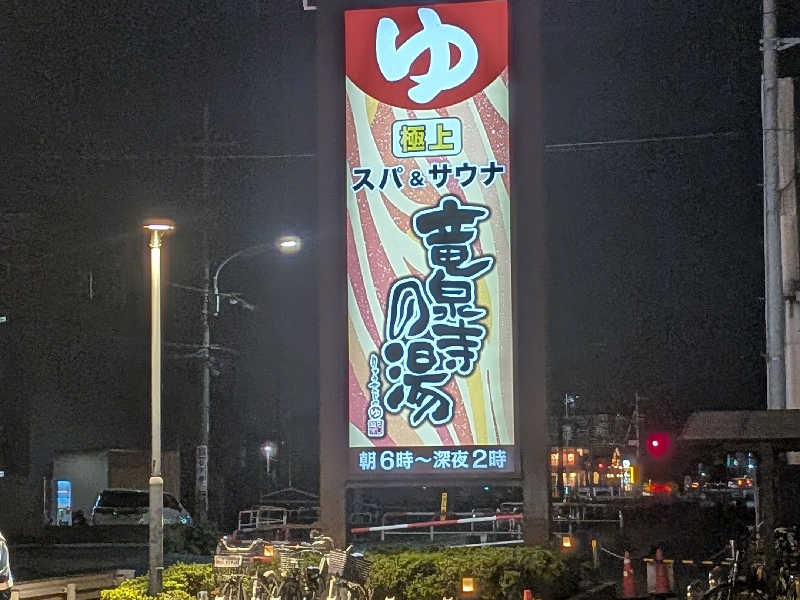 ゆ
極上
スパ&サウナ
竜泉寺
の湯
朝6時~深夜2時